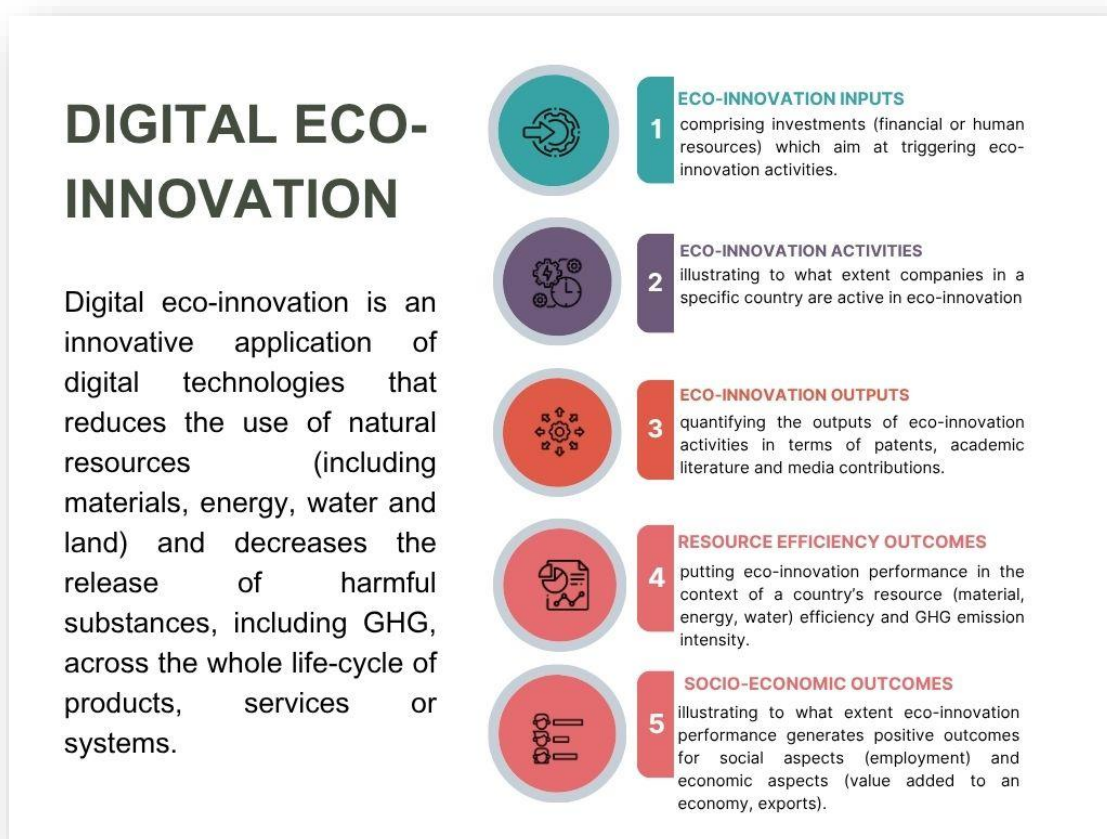 DIGITAL ECO-
INNOVATION
Digital eco-innovation is an
innovative application of
digital technologies that
reduces the use of natural
resources (including
materials, energy, water and
land) and decreases the
release of harmful
substances, including GHG,
across the whole life-cycle of
products, services or
systems.
1
ECO-INNOVATION INPUTS
comprising investments (financial or human
resources) which aim at triggering eco-
innovation activities.
2
ECO-INNOVATION ACTIVITIES
illustrating to what extent companies in a
specific country are active in eco-innovation
3
ECO-INNOVATION OUTPUTS
quantifying the outputs of eco-innovation
activities in terms of patents, academic
literature and media contributions.
4
RESOURCE EFFICIENCY OUTCOMES
putting eco-innovation performance in the
context of a country's resource (material,
energy, water) efficiency and GHG emission
intensity.
5
SOCIO-ECONOMIC OUTCOMES
illustrating to what extent eco-innovation
performance generates positive outcomes
for social aspects (employment) and
economic aspects (value added to an
economy, exports).